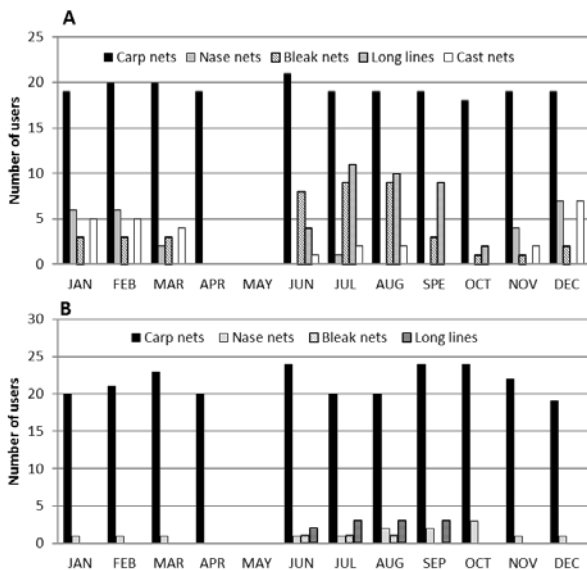 A
25
Carp nets Nase nets Bleak nets Long lines Cast nets
20
15
10
5
0
Number of users
JAN FEB MAR APR MAY JUN JUL AUG SPE OCT NOV DEC
B
30
Carp nets Nase nets Bleak nets Long lines
25
20
15
10
5
0
Number of users
JAN FEB MAR APR MAY JUN JUL AUG SEP OCT NOV DEC